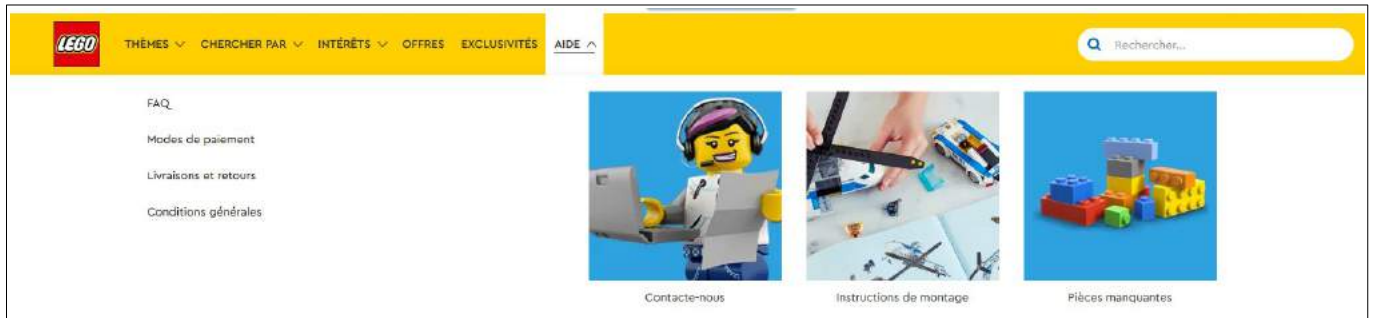 LEGO
THÈMES CHERCHER PAR INTÉRÊTS OFFRES EXCLUSIVITÉS AIDE Rechercher...
FAQ
Modes de paiement
Livraisons et retours
Conditions générales
Contacte-nous Instructions de montage Pièces manquantes